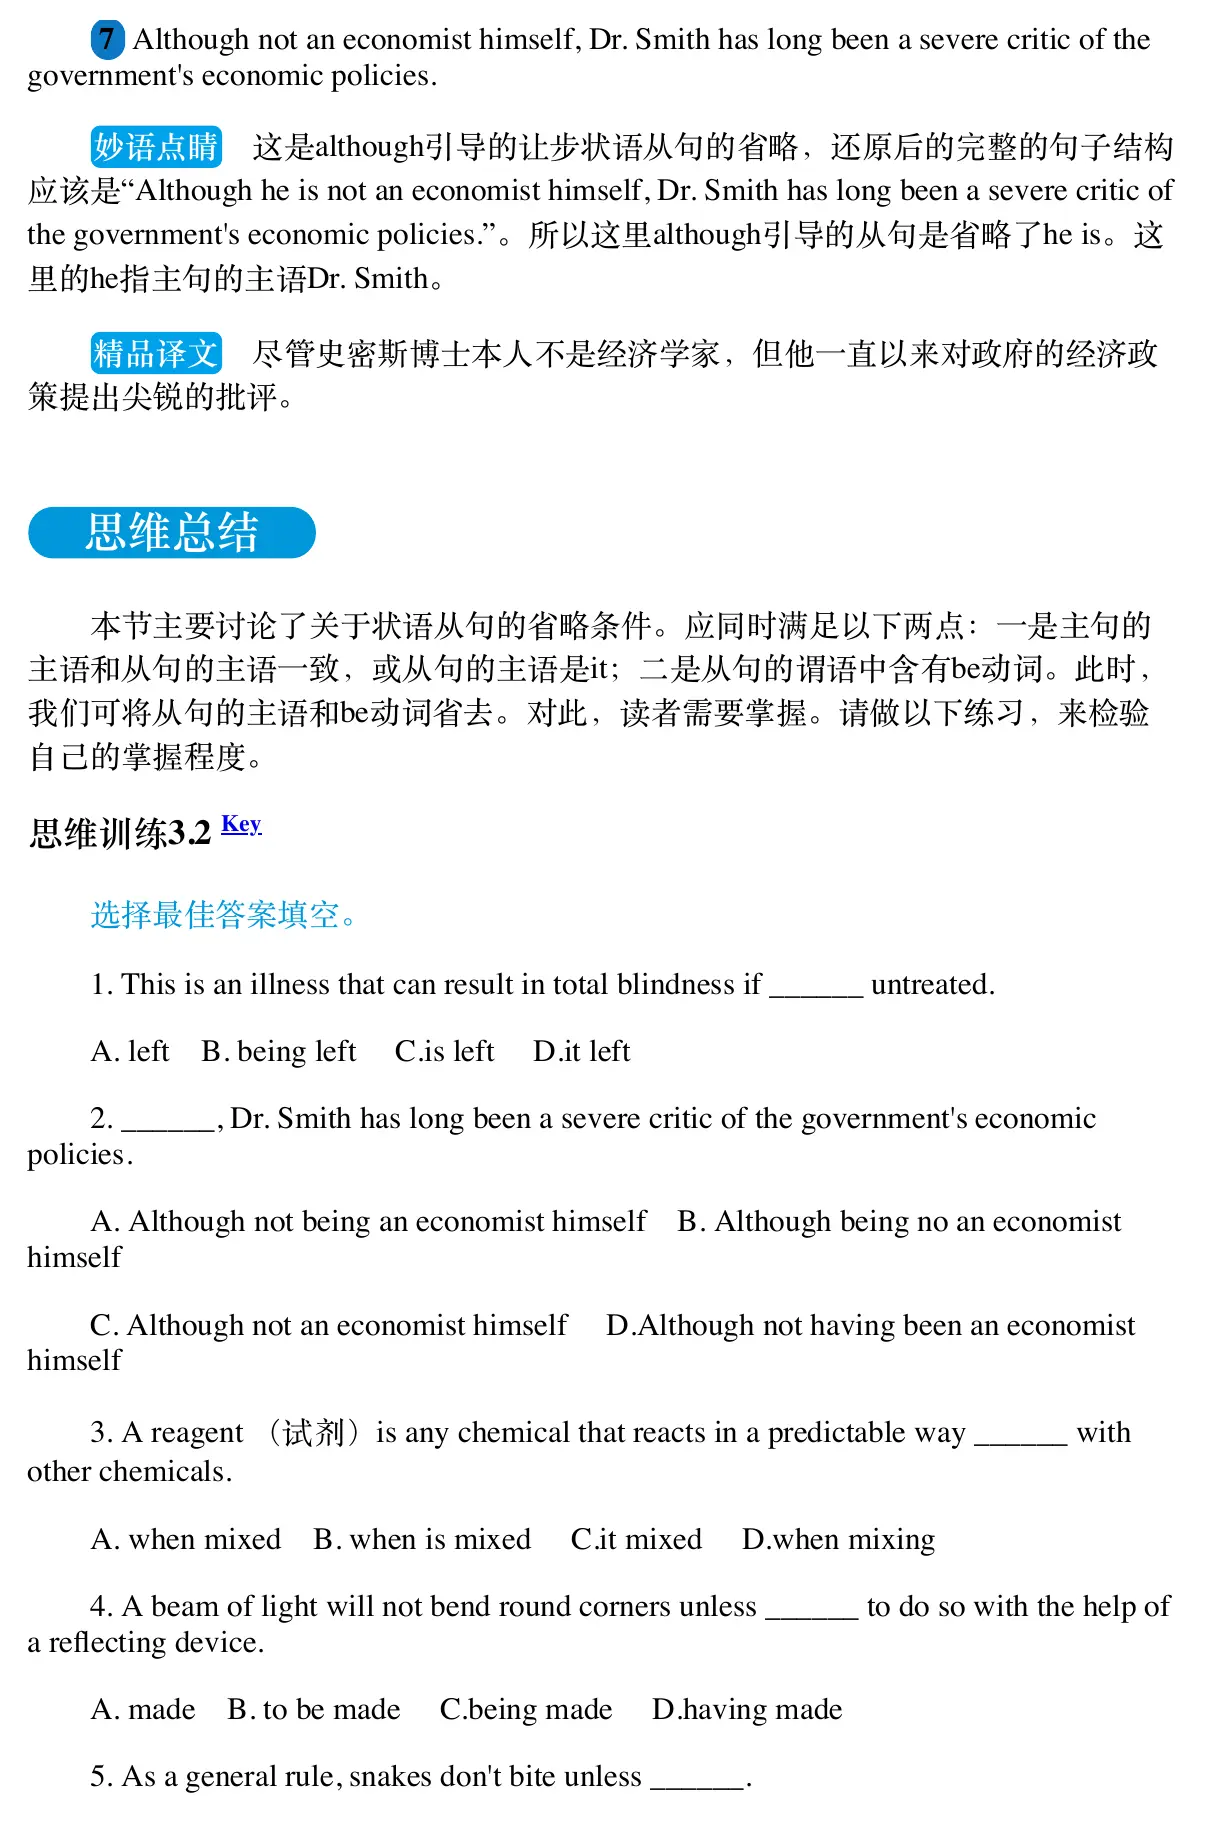 7 Although not an economist himself, Dr. Smith has long been a severe critic of the
government's economic policies.
妙语点睛 这是although引导的让步状语从句的省略，还原后的完整的句子结构
应该是“Although he is not an economist himself, Dr. Smith has long been a severe critic of
the government's economic policies.”。所以这里although引导的从句是省略了he is。这
里的he指主句的主语Dr. Smith。
精品译文 尽管史密斯博士本人不是经济学家，但他一直以来对政府的经济政
策提出尖锐的批评。
思维总结
本节主要讨论了关于状语从句的省略条件。应同时满足以下两点：一是主句的
主语和从句的主语一致，或从句的主语是it；二是从句的谓语中含有be动词。此时，
我们可将从句的主语和be动词省去。对此，读者需要掌握。请做以下练习，来检验
自己的掌握程度。
思维训练3.2 Key
选择最佳答案填空。
1. This is an illness that can result in total blindness if ______ untreated.
A. left B. being left C.is left D.it left
2. ______, Dr. Smith has long been a severe critic of the government's economic
policies.
A. Although not being an economist himself B. Although being no an economist
himself
C. Although not an economist himself D.Although not having been an economist
himself
3. A reagent （试剂）is any chemical that reacts in a predictable way ______ with
other chemicals.
A. when mixed B. when is mixed C.it mixed D.when mixing
4. A beam of light will not bend round corners unless ______ to do so with the help of
a reflecting device.
A. made B. to be made C.being made D.having made
5. As a general rule, snakes don't bite unless ______.